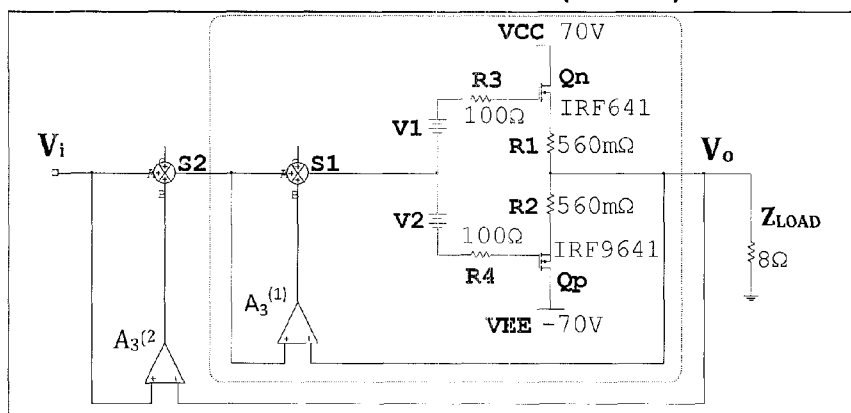 VCC 70V
Qn
R3
IRF641
100Ω
V1
R1 560mΩ
Vi
Vo
A
S2
A
S1
B
B
V2
R2 560mΩ
100Ω
IRF9641
ZLOAD
8Ω
R4
Qp
A3(1)
VEE -70V
A3(2
+ -
+ -